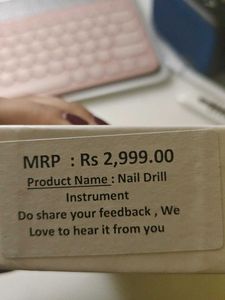 MRP : Rs 2,999.00
Product Name : Nail Drill
Instrument
Do share your feedback , We
Love to hear it from you